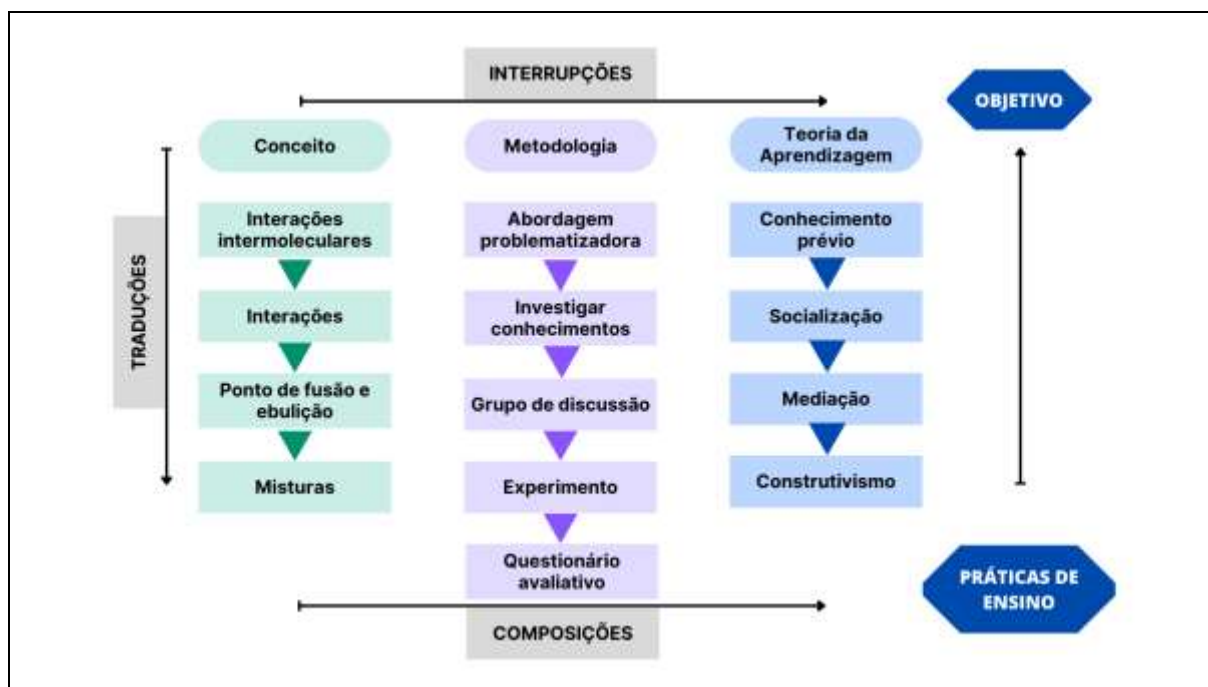 INTERRUPÇÕES
OBJETIVO
Conceito
Metodologia
Teoria da
Aprendizagem
TRADUÇÕES
Interações
intermoleculares
Abordagem
problematizadora
Conhecimento
prévio
Interações
Investigar
conhecimentos
Socialização
Ponto de fusão e
ebulição
Grupo de discussão
Mediação
Misturas
Experimento
Construtivismo
Questionário
avaliativo
PRÁTICAS DE
ENSINO
COMPOSIÇÕES